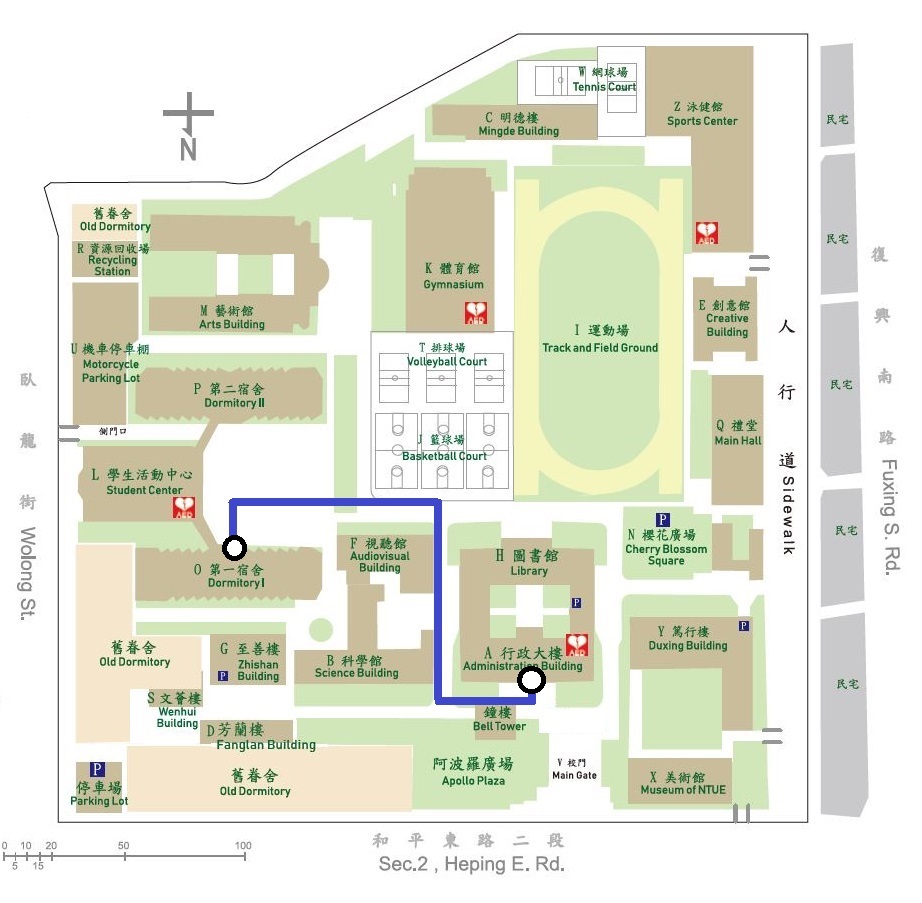 W 網球場
Tennis Court
C 明德樓
Mingde Building
Z 泳健館
Sports Center
民宅
N
舊眷舍
Old Dormitory
R 資源回收場
Recycling
Station
AED
民宅
復興南路
Fuxing S. Rd.
K 體育館
Gymnasium
AED
M 藝術館
Arts Building
E 創意館
Creative
Building
I 運動場
Track and Field Ground
人行道 Sidewalk
U 機車停車棚
Motorcycle
Parking Lot
T 排球場
Volleyball Court
P 第二宿舍
Dormitory II
民宅
臥龍街
Wolong St.
側門口
J 籃球場
Basketball Court
Q 禮堂
Main Hall
L 學生活動中心
Student Center
AED
P
N 櫻花廣場
Cherry Blossom
Square
民宅
F 視聽館
Audiovisual
Building
H 圖書館
Library
O 第一宿舍
Dormitory I
P
舊眷舍
Old Dormitory
G 至善樓
Zhishan
Building
P
B 科學館
Science Building
A 行政大樓
Administration Building
AED
P
Y 篤行樓
Duxing Building
民宅
S 文薈樓
Wenhui
Building
D 芳蘭樓
Fanglan Building
鐘樓
Bell Tower
P
停車場
Parking Lot
舊眷舍
Old Dormitory
阿波羅廣場
Apollo Plaza
V 校門
Main Gate
X 美術館
Museum of NTUE
0 10 20 50 100
5 15
和平東路二段
Sec.2 , Heping E. Rd.